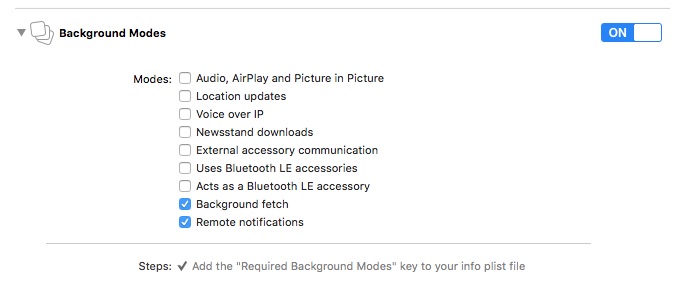 Background Modes
ON
Modes: Audio, AirPlay and Picture in Picture
Location updates
Voice over IP
Newsstand downloads
External accessory communication
Uses Bluetooth LE accessories
Acts as a Bluetooth LE accessory
Background fetch
Remote notifications
Steps: ✔ Add the "Required Background Modes" key to your info plist file